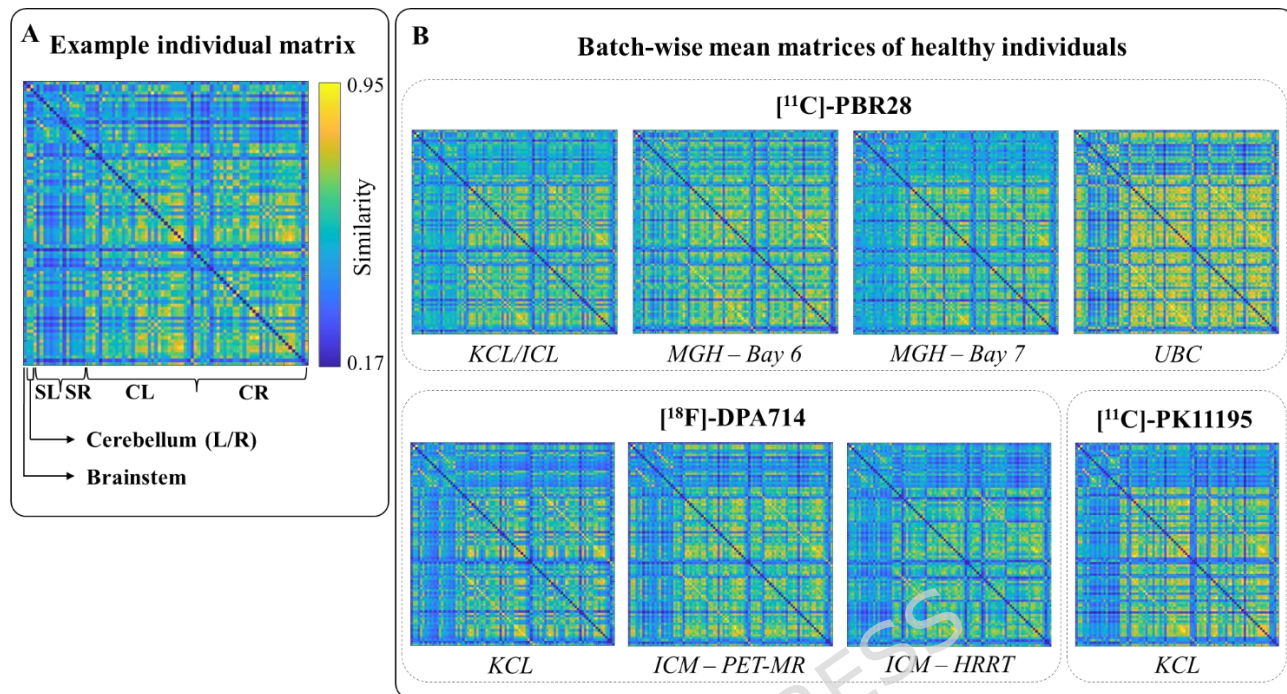 A
Example individual matrix
0.95
Similarity
0.17
SL SR CL CR
Cerebellum (L/R)
Brainstem
B
Batch-wise mean matrices of healthy individuals
[¹¹C]-PBR28
KCL/ICL
MGH – Bay 6
MGH – Bay 7
UBC
[¹⁸F]-DPA714
[¹¹C]-PK11195
KCL
ICM – PET-MR
ICM – HRRT
KCL
ESS